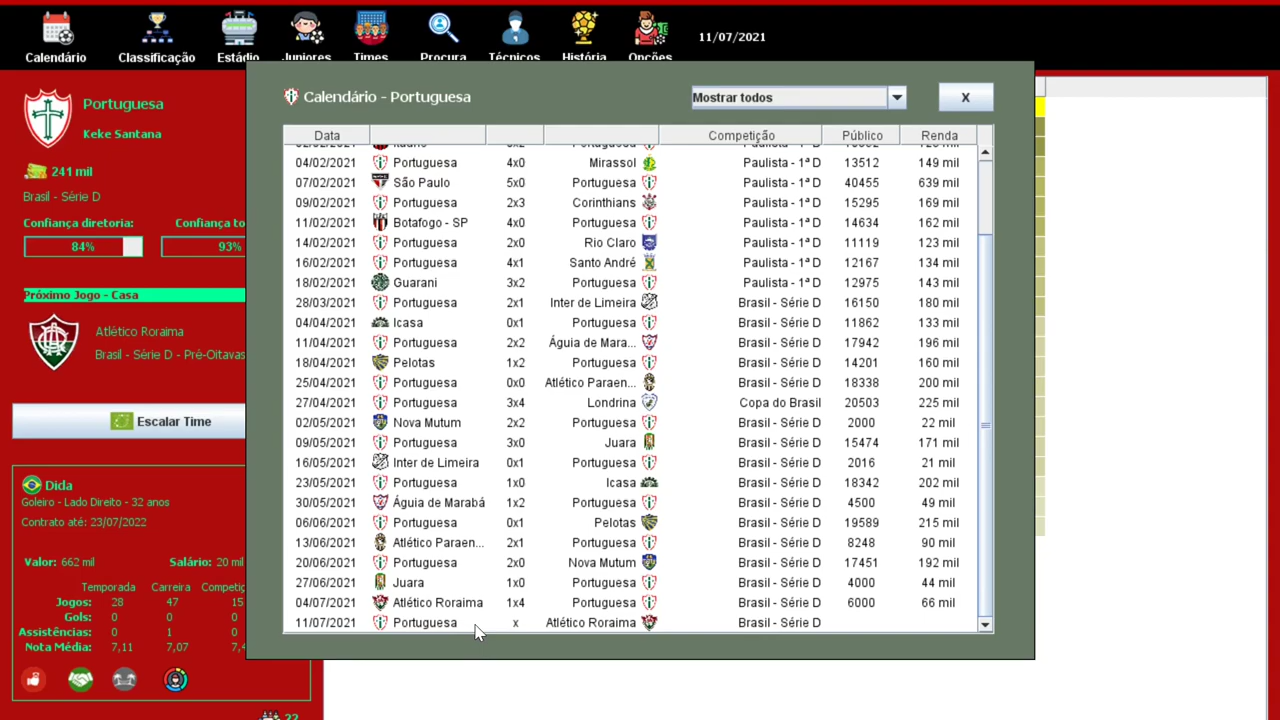 Calendário Classificação Estádio Juniores Times Procura Técnicos História Opções 11/07/2021
Portuguesa
Keke Santana
241 mil
Brasil - Série D
Confiança diretoria: Confiança to
84% 93%
Próximo Jogo - Casa
Atlético Roraima
Brasil - Série D - Pré-Oitavas
Escalar Time
Dida
Goleiro - Lado Direito - 32 anos
Contrato até: 23/07/2022
Valor: 662 mil Salário: 20 mil
Temporada Carreira Competiç
Jogos: 28 47 15
Gols: 0 0 0
Assistências: 0 1 0
Nota Média: 7,11 7,07 7,4
22
Calendário - Portuguesa Mostrar todos X
Data Competição Público Renda
04/02/2021 Portuguesa 4x0 Mirassol Paulista - 1ª D 13512 149 mil
07/02/2021 São Paulo 5x0 Portuguesa Paulista - 1ª D 40455 639 mil
09/02/2021 Portuguesa 2x3 Corinthians Paulista - 1ª D 15295 169 mil
11/02/2021 Botafogo - SP 4x0 Portuguesa Paulista - 1ª D 14634 162 mil
14/02/2021 Portuguesa 2x0 Rio Claro Paulista - 1ª D 11119 123 mil
16/02/2021 Portuguesa 4x1 Santo André Paulista - 1ª D 12167 134 mil
18/02/2021 Guarani 3x2 Portuguesa Paulista - 1ª D 12975 143 mil
28/03/2021 Portuguesa 2x1 Inter de Limeira Brasil - Série D 16150 180 mil
04/04/2021 Icasa 0x1 Portuguesa Brasil - Série D 11862 133 mil
11/04/2021 Portuguesa 2x2 Águia de Mara... Brasil - Série D 17942 196 mil
18/04/2021 Pelotas 1x2 Portuguesa Brasil - Série D 14201 160 mil
25/04/2021 Portuguesa 0x0 Atlético Paraen... Brasil - Série D 18338 200 mil
27/04/2021 Portuguesa 3x4 Londrina Copa do Brasil 20503 225 mil
02/05/2021 Nova Mutum 2x2 Portuguesa Brasil - Série D 2000 22 mil
09/05/2021 Portuguesa 3x0 Juara Brasil - Série D 15474 171 mil
16/05/2021 Inter de Limeira 0x1 Portuguesa Brasil - Série D 2016 21 mil
23/05/2021 Portuguesa 1x0 Icasa Brasil - Série D 18342 202 mil
30/05/2021 Águia de Marabá 1x2 Portuguesa Brasil - Série D 4500 49 mil
06/06/2021 Portuguesa 0x1 Pelotas Brasil - Série D 19589 215 mil
13/06/2021 Atlético Paraen... 2x1 Portuguesa Brasil - Série D 8248 90 mil
20/06/2021 Portuguesa 2x0 Nova Mutum Brasil - Série D 17451 192 mil
27/06/2021 Juara 1x0 Portuguesa Brasil - Série D 4000 44 mil
04/07/2021 Atlético Roraima 1x4 Portuguesa Brasil - Série D 6000 66 mil
11/07/2021 Portuguesa x Atlético Roraima Brasil - Série D